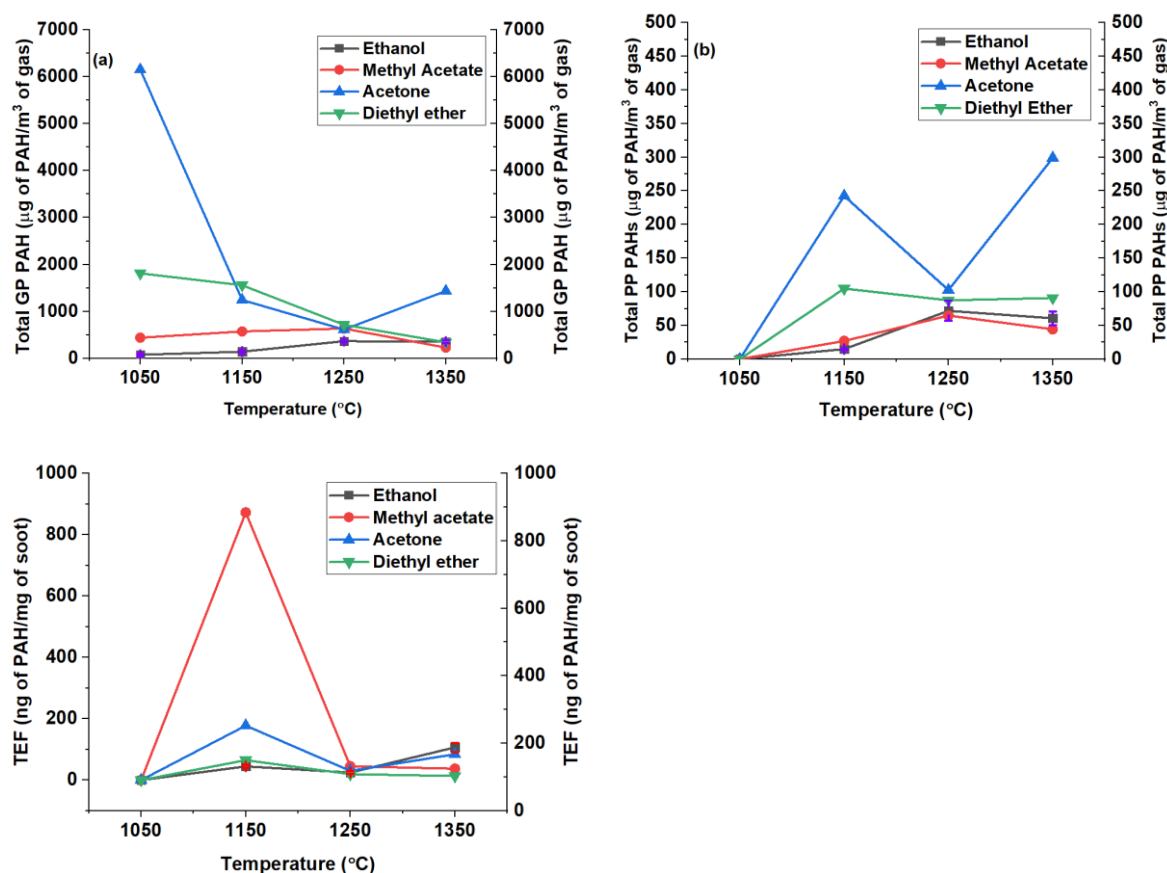 (a)
Ethanol
Methyl Acetate
Acetone
Diethyl ether
7000
6000
5000
4000
3000
2000
1000
0
7000
6000
5000
4000
3000
2000
1000
0
Total GP PAH (µg of PAH/m³ of gas)
Total GP PAH (µg of PAH/m³ of gas)
1050 1150 1250 1350
Temperature (°C)
(b)
Ethanol
Methyl Acetate
Acetone
Diethyl Ether
500
450
400
350
300
250
200
150
100
50
0
500
450
400
350
300
250
200
150
100
50
0
Total PP PAHs (µg of PAH/m³ of gas)
Total PP PAHs (µg of PAH/m³ of gas)
1050 1150 1250 1350
Temperature (°C)
Ethanol
Methyl acetate
Acetone
Diethyl ether
1000
800
600
400
200
0
1000
800
600
400
200
0
TEF (ng of PAH/mg of soot)
TEF (ng of PAH/mg of soot)
1050 1150 1250 1350
Temperature (°C)